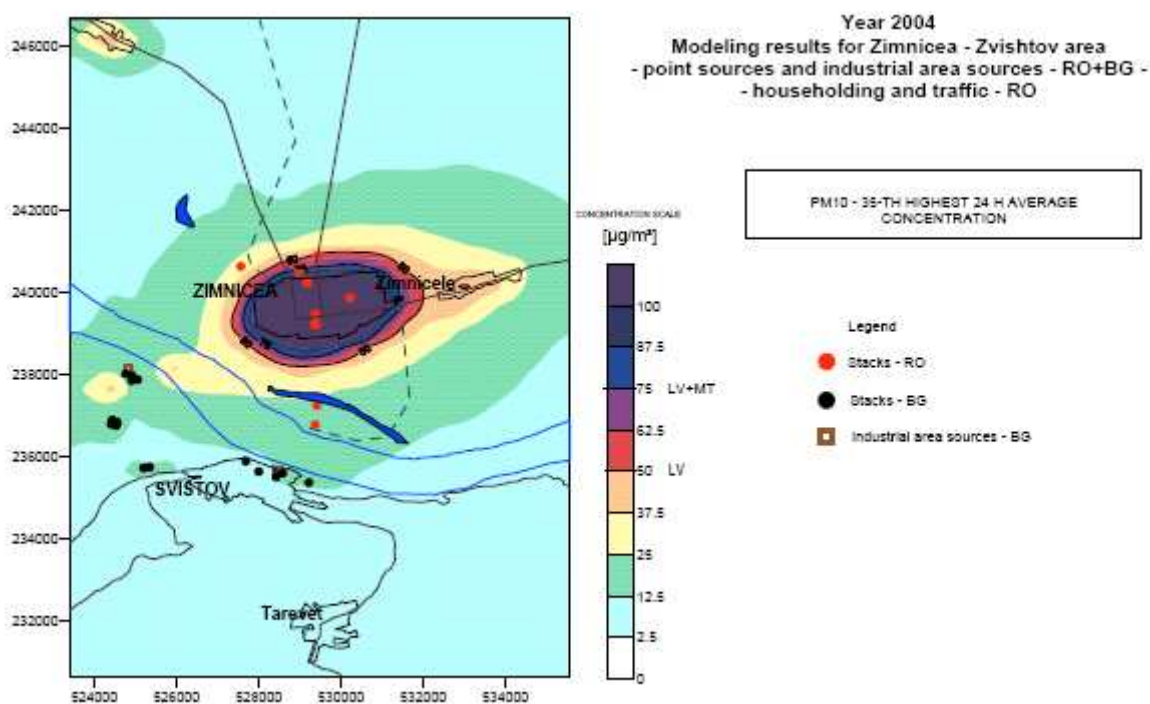 Year 2004
Modeling results for Zimnicea - Zvishtov area
- point sources and industrial area sources - RO+BG -
- householding and traffic - RO
PM10 - 35-TH HIGHEST 24 H AVERAGE
CONCENTRATION
CONCENTRATION SCALE
[µg/m³]
100
87.5
75 LV+MT
62.5
50 LV
37.5
25
12.5
2.5
0
Legend
Stacks - RO
Stacks - BG
Industrial area sources - BG
246000
244000
242000
240000
238000
236000
234000
232000
ZIMNICEA
Zimnicele
SVISTOV
Tarevet
524000
526000
528000
530000
532000
534000